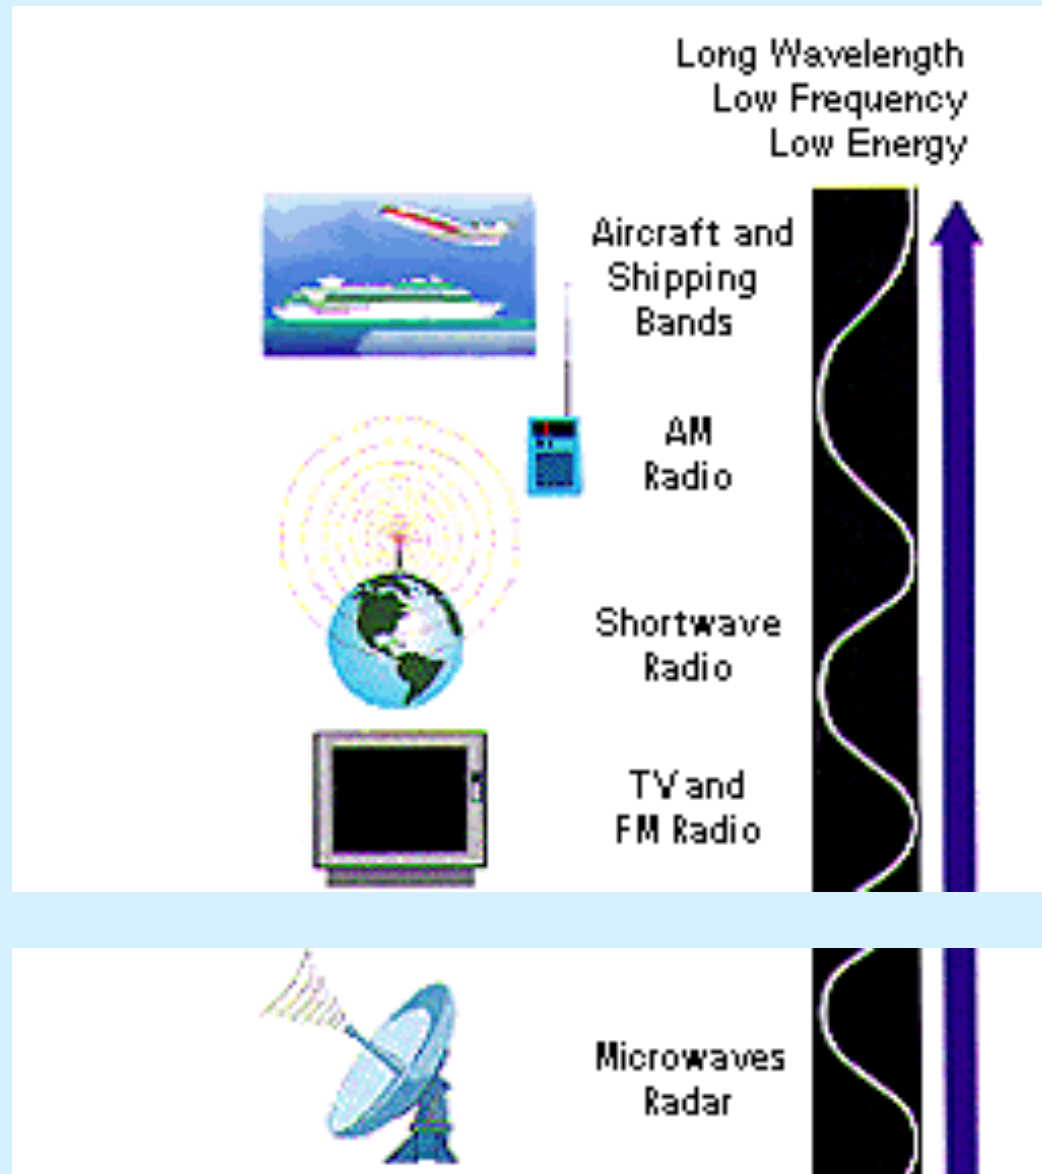 Long Wavelength
Low Frequency
Low Energy
Aircraft and
Shipping
Bands
AM
Radio
Shortwave
Radio
TV and
FM Radio
Microwaves
Radar